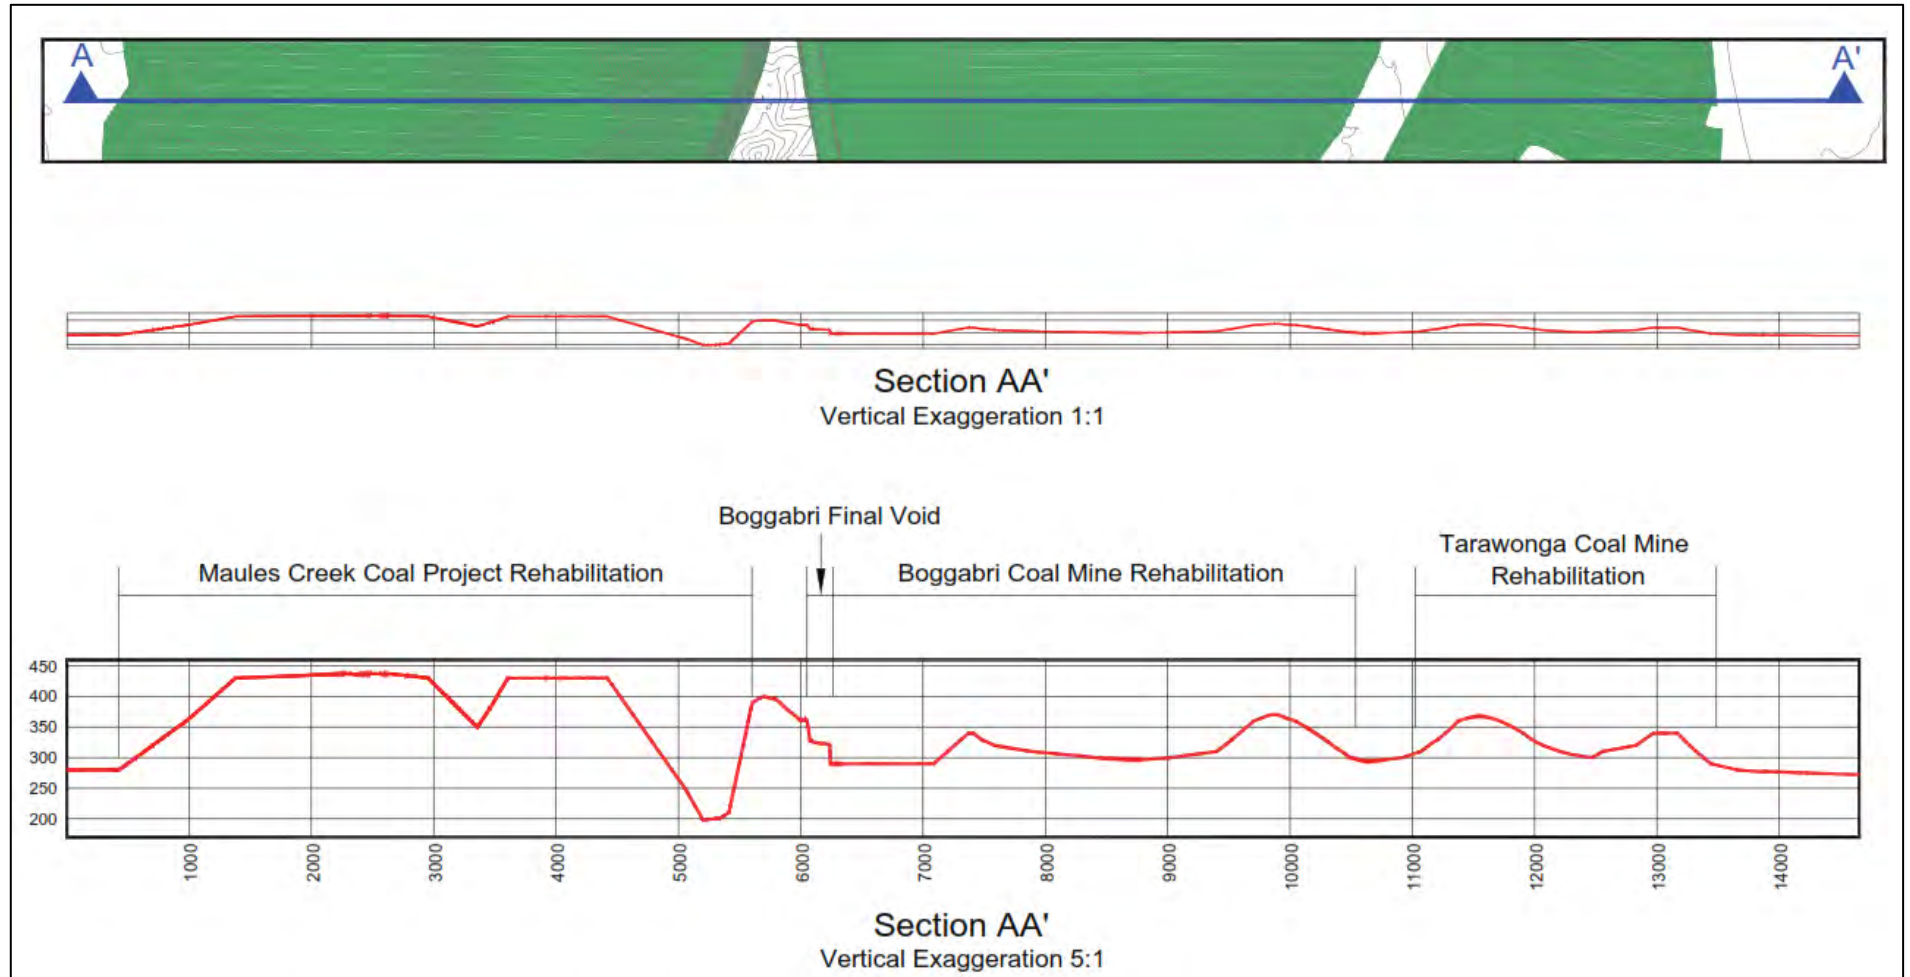 A
A'
Section AA'
Vertical Exaggeration 1:1
Boggabri Final Void
Maules Creek Coal Project Rehabilitation
Boggabri Coal Mine Rehabilitation
Tarawonga Coal Mine
Rehabilitation
450
400
350
300
250
200
1000
2000
3000
4000
5000
6000
7000
8000
9000
10000
11000
12000
13000
14000
Section AA'
Vertical Exaggeration 5:1